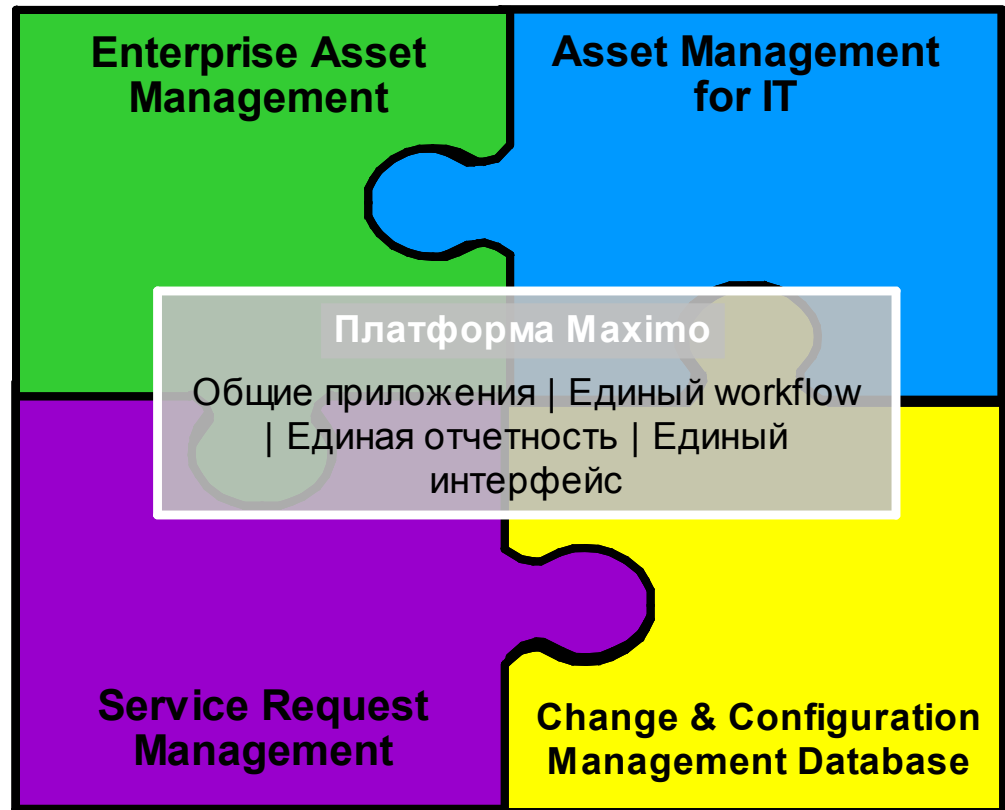 Enterprise Asset
Management
Asset Management
for IT
Платформа Maximo
Общие приложения | Единый workflow
| Единая отчетность | Единый
интерфейс
Service Request
Management
Change & Configuration
Management Database